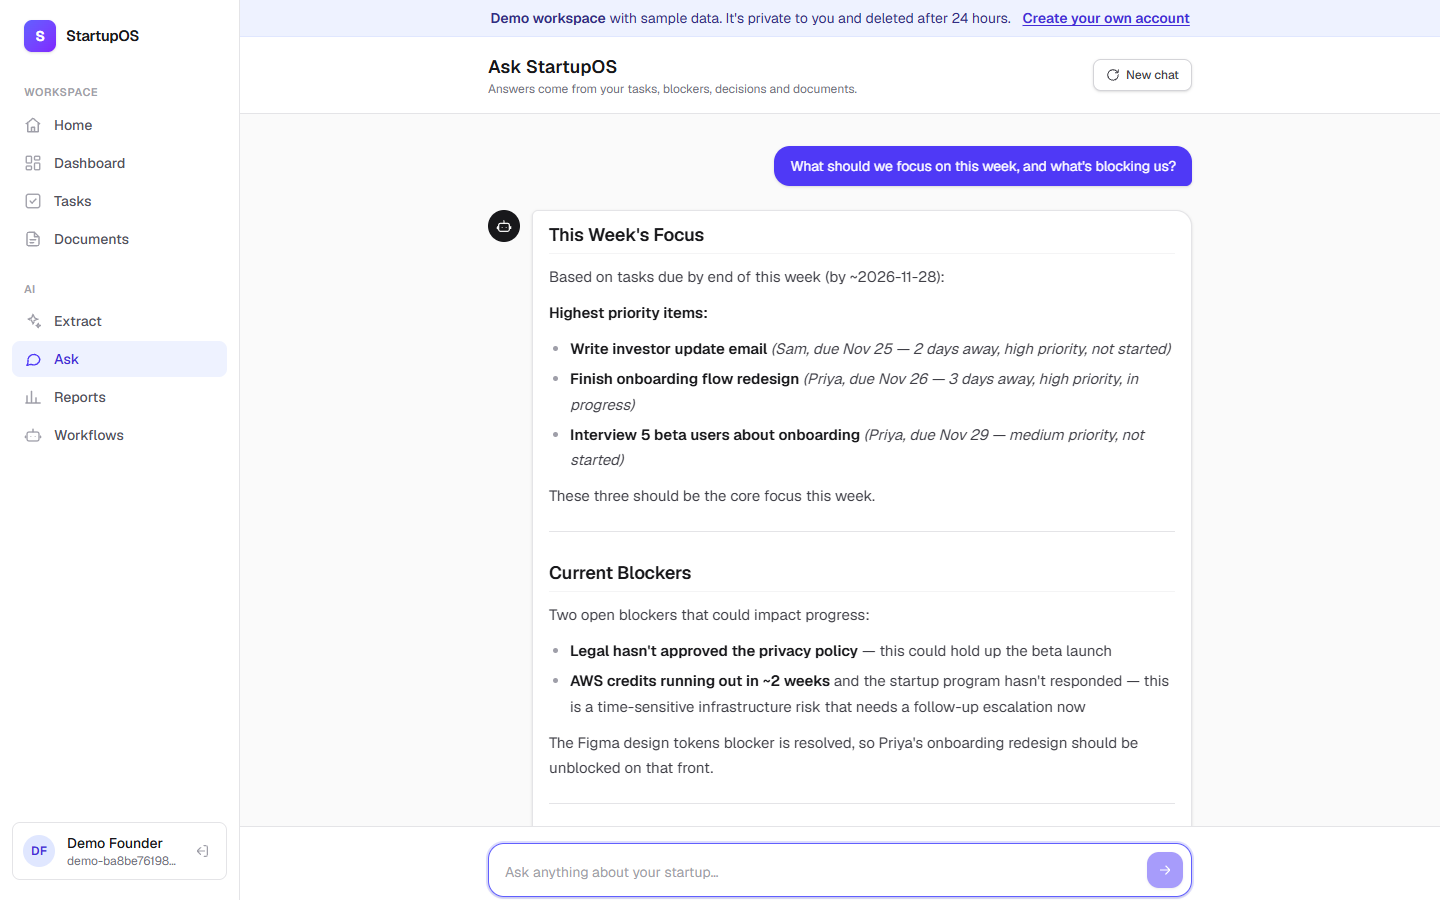 S StartupOS
WORKSPACE
Home
Dashboard
Tasks
Documents
AI
Extract
Ask
Reports
Workflows
DF
Demo Founder
demo-ba8be76198...
Demo workspace with sample data. It's private to you and deleted after 24 hours. Create your own account
Ask StartupOS
Answers come from your tasks, blockers, decisions and documents.
New chat
What should we focus on this week, and what's blocking us?
This Week's Focus
Based on tasks due by end of this week (by ~2026-11-28):
Highest priority items:
• Write investor update email (Sam, due Nov 25 — 2 days away, high priority, not started)
• Finish onboarding flow redesign (Priya, due Nov 26 — 3 days away, high priority, in
progress)
• Interview 5 beta users about onboarding (Priya, due Nov 29 — medium priority, not
started)
These three should be the core focus this week.
Current Blockers
Two open blockers that could impact progress:
• Legal hasn't approved the privacy policy — this could hold up the beta launch
• AWS credits running out in ~2 weeks and the startup program hasn't responded — this
is a time-sensitive infrastructure risk that needs a follow-up escalation now
The Figma design tokens blocker is resolved, so Priya's onboarding redesign should be
unblocked on that front.
Ask anything about your startup...